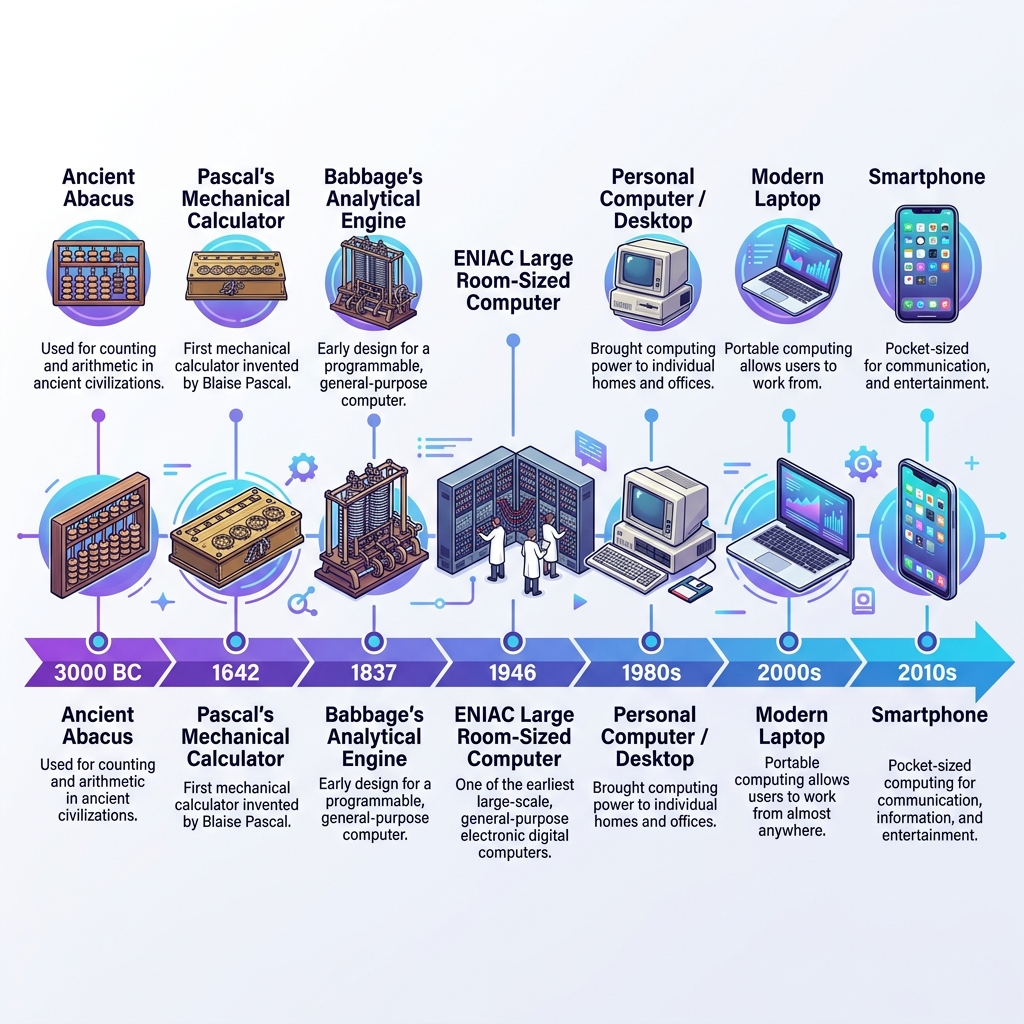 Ancient
Abacus
Used for counting
and arithmetic in
ancient civilizations.
Pascal's
Mechanical
Calculator
First mechanical
calculator invented
by Blaise Pascal.
Babbage's
Analytical
Engine
Early design for a
programmable,
general-purpose
computer.
ENIAC Large
Room-Sized
Computer
Personal
Computer /
Desktop
Brought computing
power to individual
homes and offices.
Modern
Laptop
Portable computing
allows users to
work from.
Smartphone
Pocket-sized
for communication,
and entertainment.
3000 BC
1642
1837
1946
1980s
2000s
2010s
Ancient
Abacus
Used for counting
and arithmetic
in ancient
civilizations.
Pascal's
Mechanical
Calculator
First mechanical
calculator invented
by Blaise Pascal.
Babbage's
Analytical
Engine
Early design for a
programmable,
general-purpose
computer.
ENIAC Large
Room-Sized
Computer
One of the earliest
large-scale,
general-purpose
electronic digital
computers.
Personal
Computer /
Desktop
Brought computing
power to individual
homes and offices.
Modern
Laptop
Portable
computing allows
users to work
from almost
anywhere.
Smartphone
Pocket-sized
computing for
communication,
information, and
entertainment.